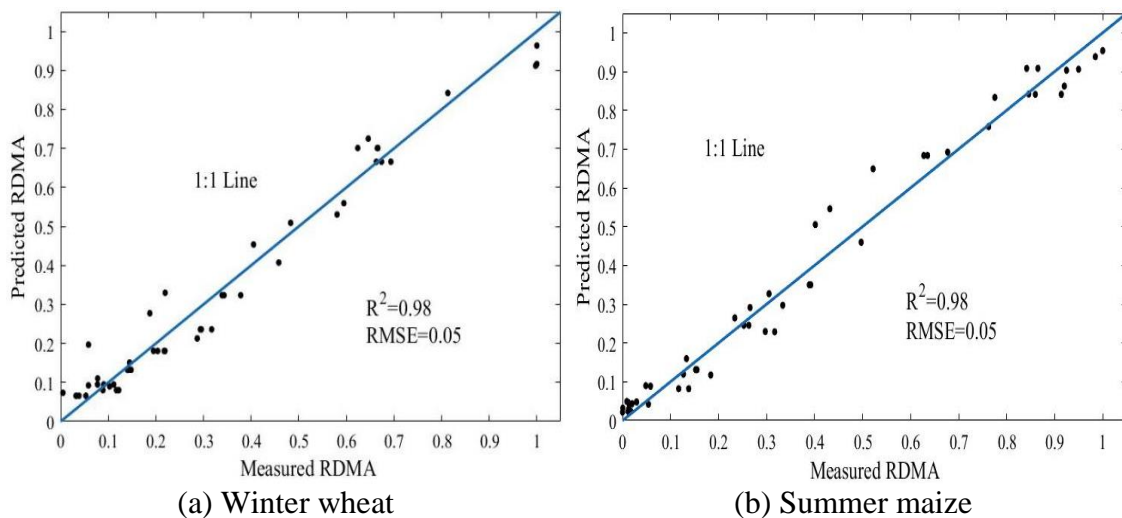 1
0.9
0.8
0.7
0.6
0.5
0.4
0.3
0.2
0.1
0
Predicted RDMA
1:1 Line
R²=0.98
RMSE=0.05
0 0.1 0.2 0.3 0.4 0.5 0.6 0.7 0.8 0.9 1
Measured RDMA
(a) Winter wheat
1
0.9
0.8
0.7
0.6
0.5
0.4
0.3
0.2
0.1
0
Predicted RDMA
1:1 Line
R²=0.98
RMSE=0.05
0 0.1 0.2 0.3 0.4 0.5 0.6 0.7 0.8 0.9 1
Measured RDMA
(b) Summer maize